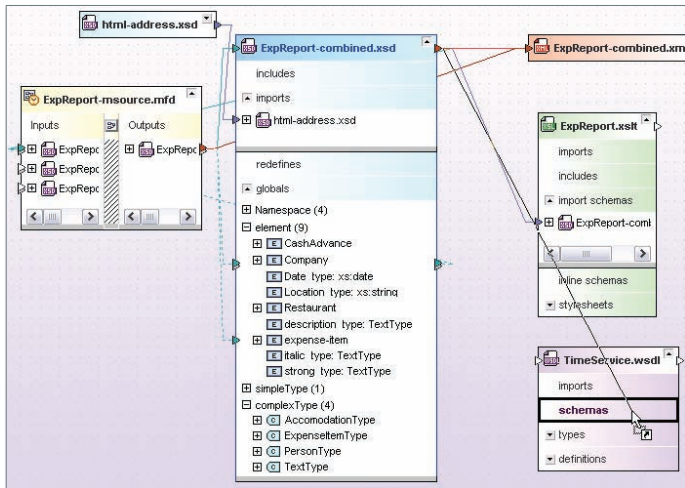 html-address.xsd
ExpReport-combined.xsd
ExpReport-combined.xm
includes
imports
html-address.xsd
ExpReport-msource.mfd
Inputs
Outputs
ExpRepo
ExpRepo
ExpRepo
ExpRepo
redefines
globals
Namespace (4)
element (9)
CashAdvance
Company
Date type: xs:date
Location type: xs:string
Restaurant
description type: TextType
expense-item
italic type: TextType
strong type: TextType
simpleType (1)
complexType (4)
AccomodationType
ExpenseItemType
PersonType
TextType
ExpReport.xslt
imports
includes
import schemas
ExpReport-coml
inline schemas
stylesheets
TimeService.wsdl
imports
schemas
types
definitions